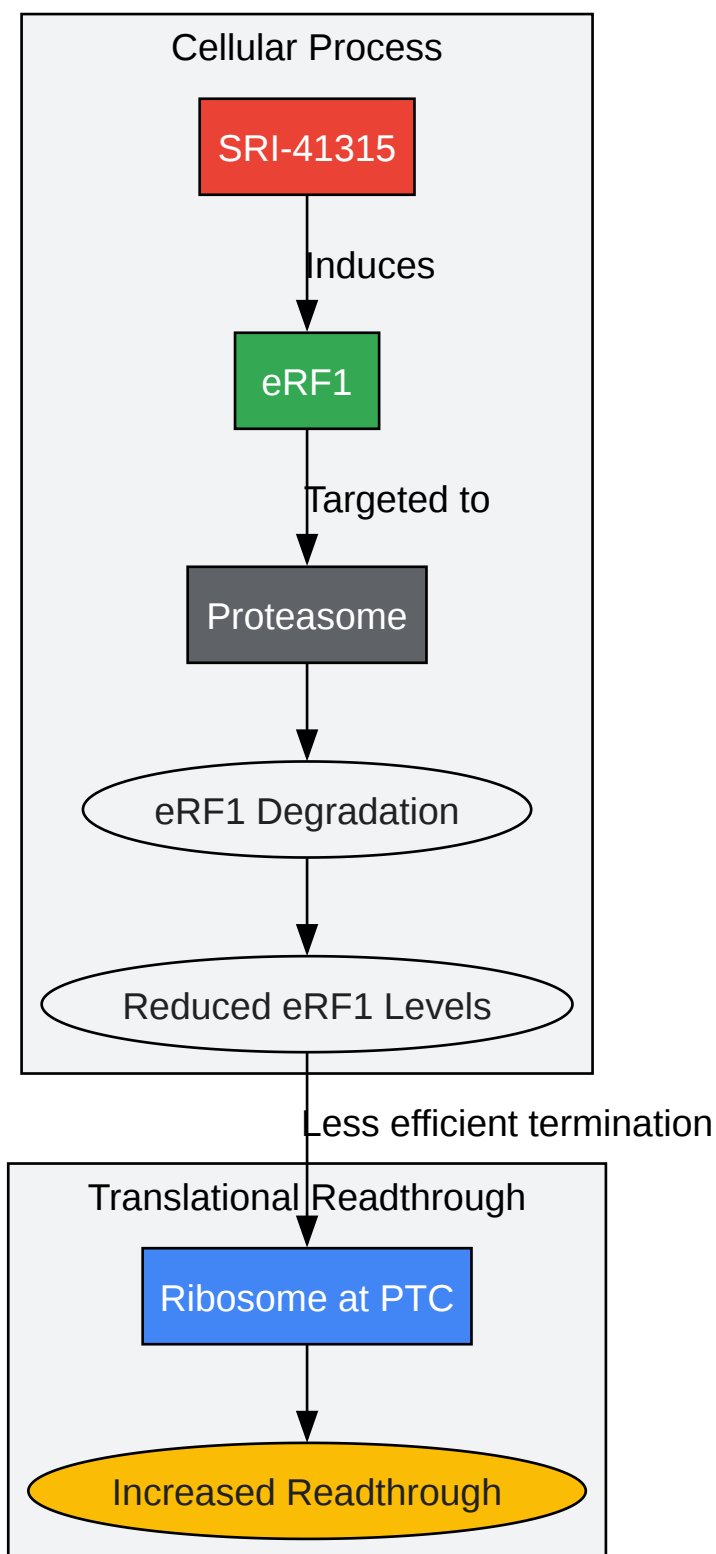 Cellular Process
SRI-41315
Induces
eRF1
Targeted to
Proteasome
eRF1 Degradation
Reduced eRF1 Levels
Less efficient termination
Translational Readthrough
Ribosome at PTC
Increased Readthrough